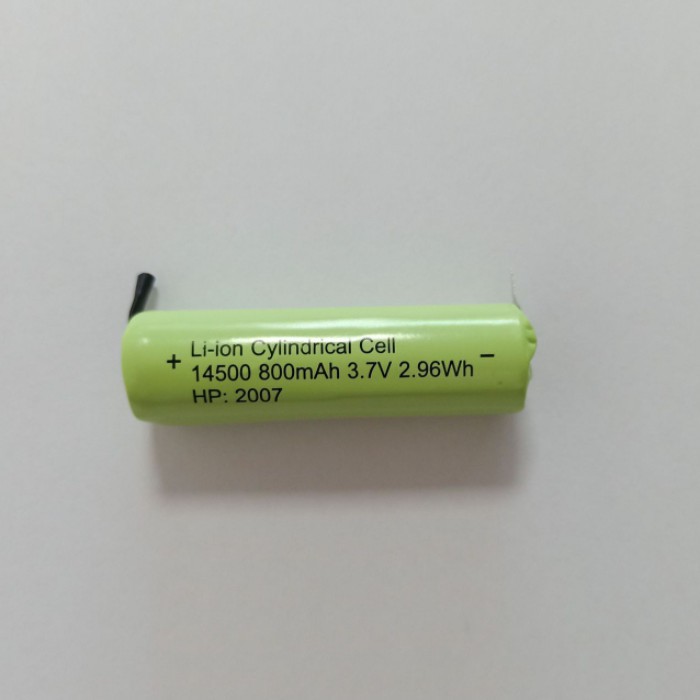 + Li-ion Cylindrical Cell –
14500 800mAh 3.7V 2.96Wh
HP: 2007